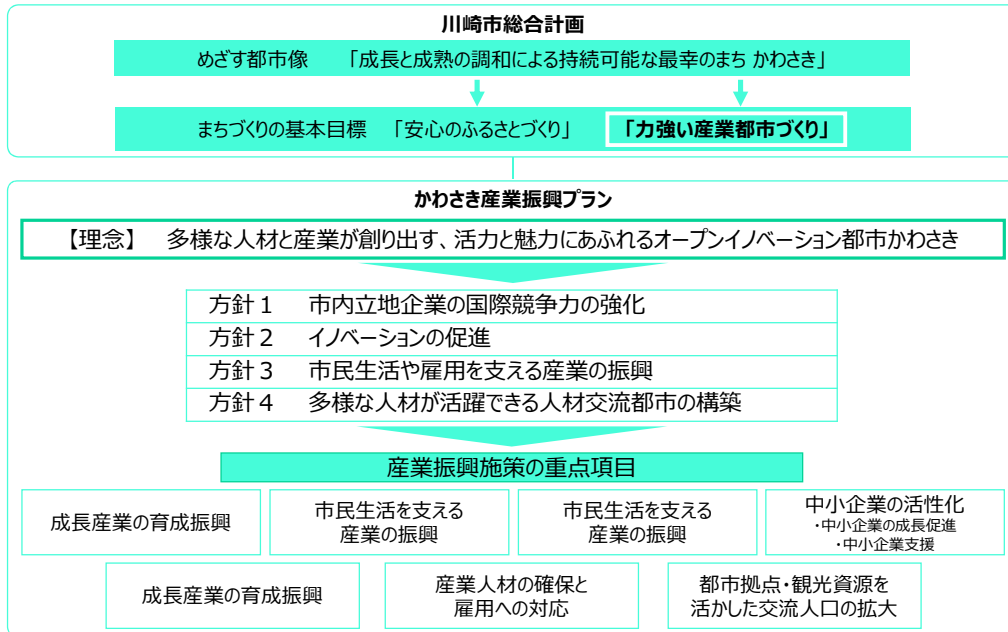 川崎市総合計画
めざす都市像 「成長と成熟の調和による持続可能な最幸のまち かわさき」
まちづくりの基本目標 「安心のふるさとづくり」 「力強い産業都市づくり」
かわさき産業振興プラン
【理念】 多様な人材と産業が創り出す、活力と魅力にあふれるオープンイノベーション都市かわさき
方針1 市内立地企業の国際競争力の強化
方針2 イノベーションの促進
方針3 市民生活や雇用を支える産業の振興
方針4 多様な人材が活躍できる人材交流都市の構築
産業振興施策の重点項目
成長産業の育成振興
市民生活を支える
産業の振興
市民生活を支える
産業の振興
中小企業の活性化
・中小企業の成長促進
・中小企業支援
成長産業の育成振興
産業人材の確保と
雇用への対応
都市拠点・観光資源を
活かした交流人口の拡大